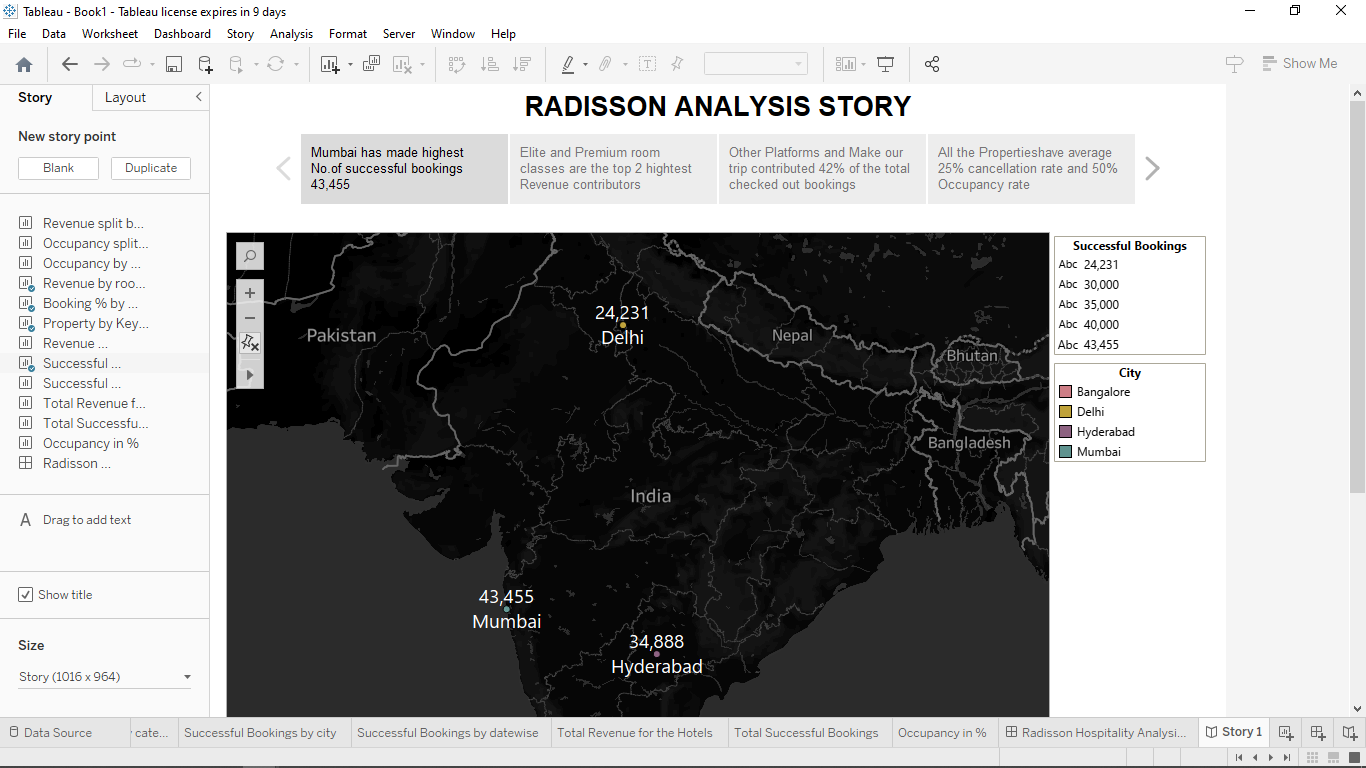 Tableau - Book1 - Tableau license expires in 9 days
File Data Worksheet Dashboard Story Analysis Format Server Window Help
Show Me
Story Layout
New story point
Blank Duplicate
Revenue split b...
Occupancy split...
Occupancy by ...
Revenue by roo...
Booking % by ...
Property by Key...
Revenue ...
Successful ...
Successful ...
Total Revenue f...
Total Successfu...
Occupancy in %
Radisson ...
A Drag to add text
Show title
Size
Story (1016 x 964)
RADISSON ANALYSIS STORY
Mumbai has made highest
No.of successful bookings
43,455
Elite and Premium room
classes are the top 2 hightest
Revenue contributors
Other Platforms and Make our
trip contributed 42% of the total
checked out bookings
All the Propertieshave average
25% cancellation rate and 50%
Occupancy rate
24,231
Delhi
Pakistan
Nepal
Bhutan
Bangladesh
India
43,455
Mumbai
34,888
Hyderabad
Successful Bookings
Abc 24,231
Abc 30,000
Abc 35,000
Abc 40,000
Abc 43,455
City
Bangalore
Delhi
Hyderabad
Mumbai
Data Source cate... Successful Bookings by city Successful Bookings by datewise Total Revenue for the Hotels Total Successful Bookings Occupancy in % Radisson Hospitality Analysi... Story 1